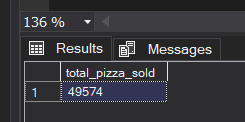 136 %
Results Messages
total_pizza_sold
1 49574